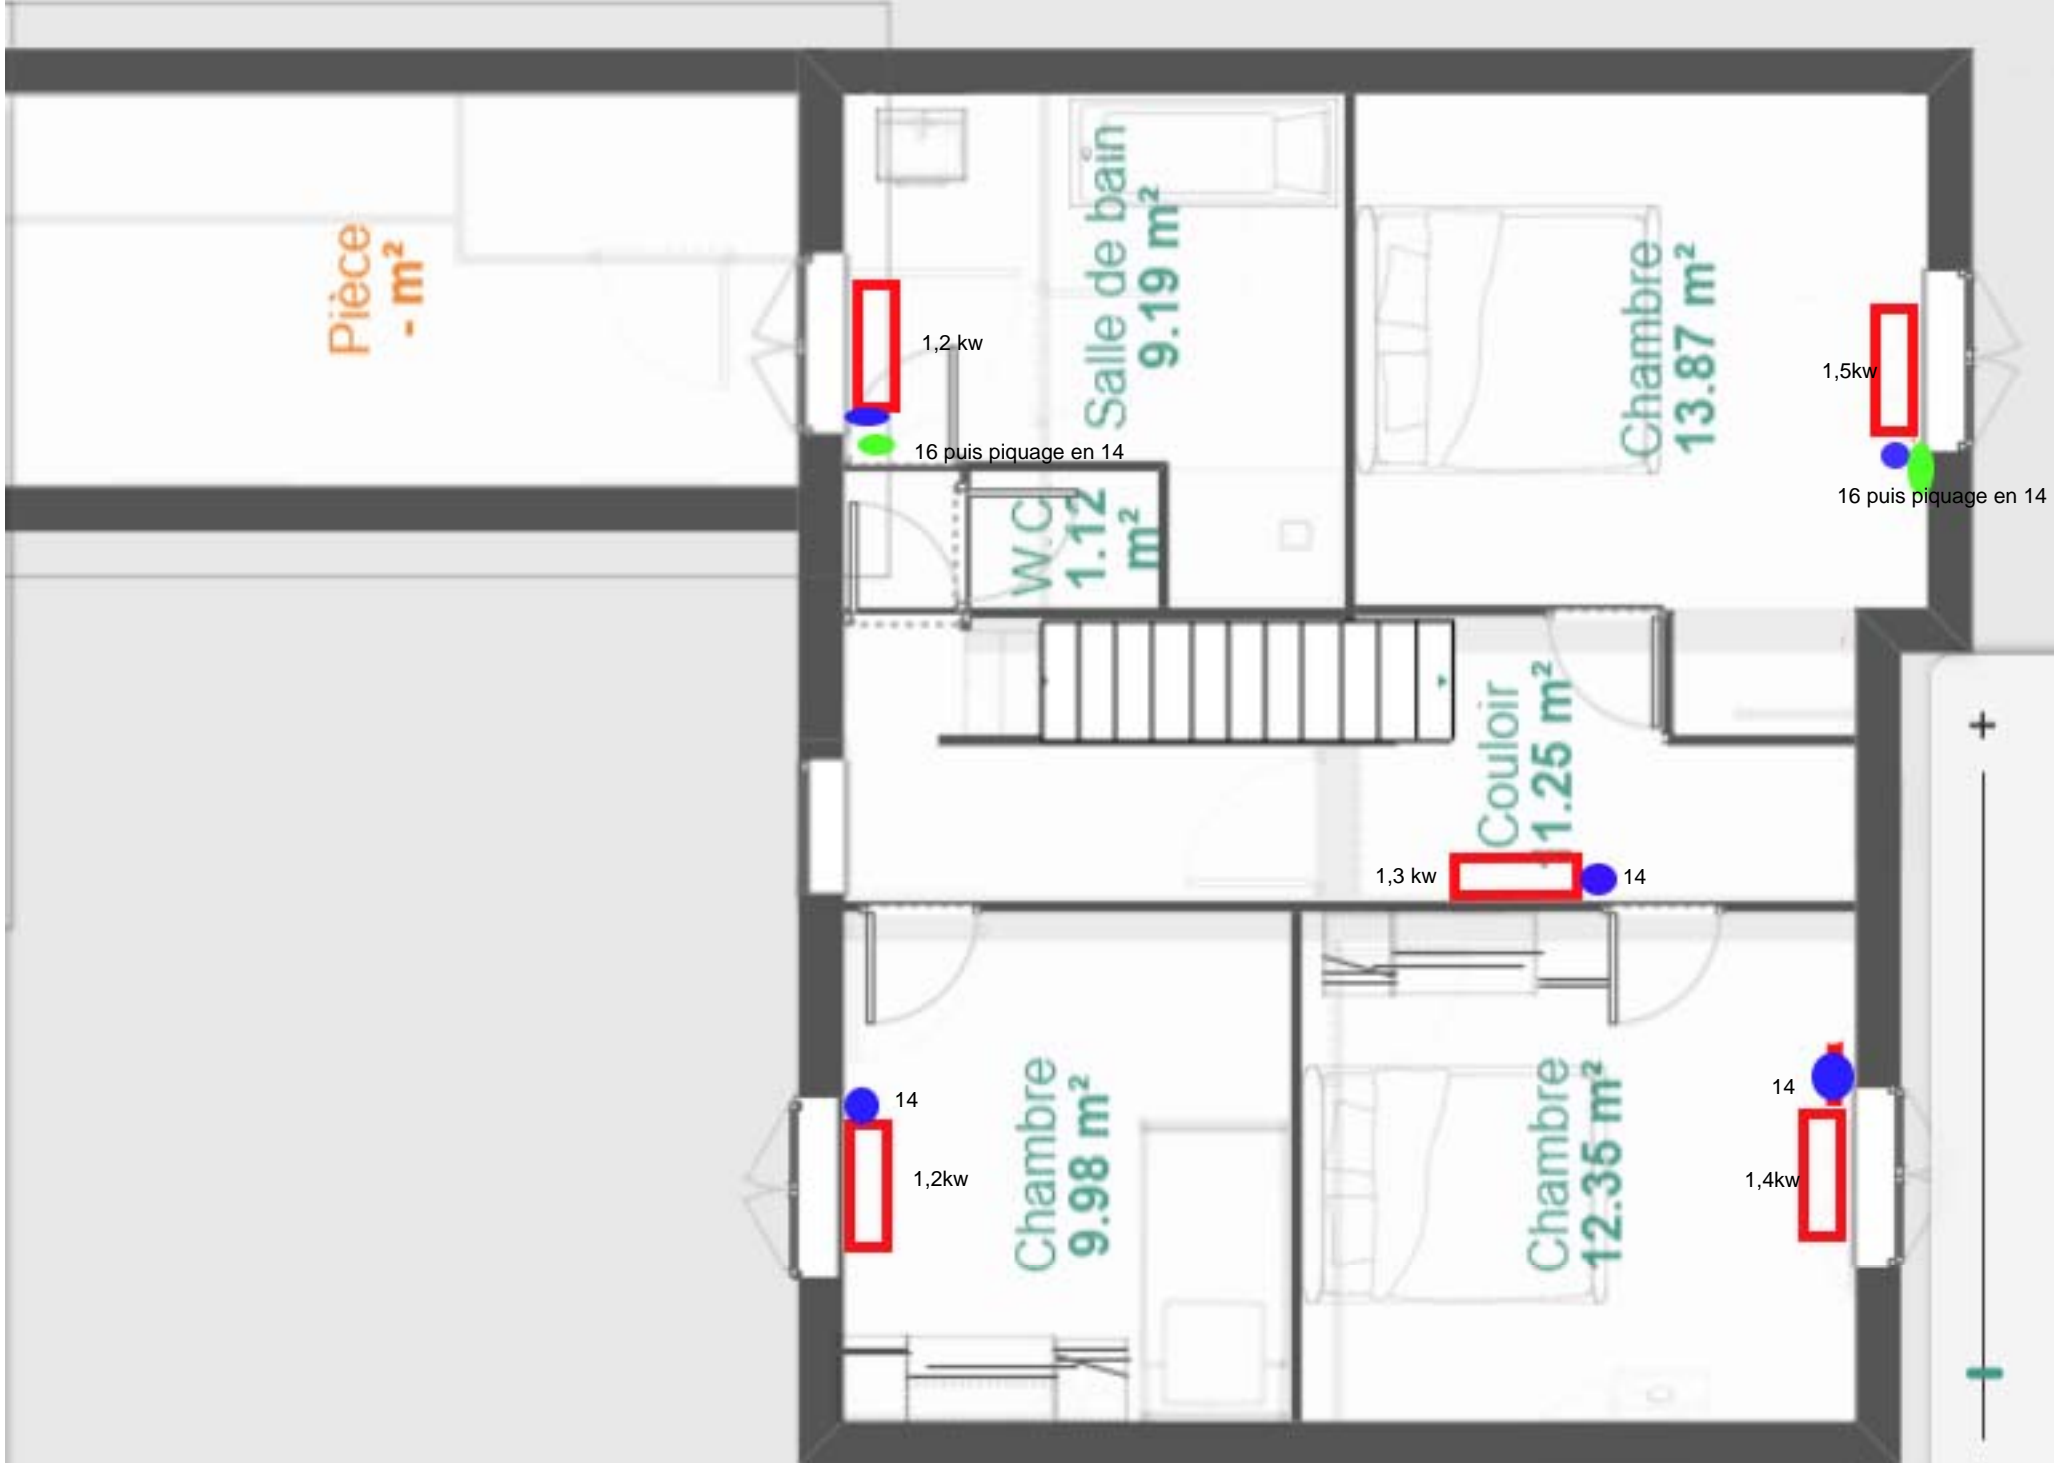 Pièce
- m²
Salle de bain
9.19 m²
Chambre
13.87 m²
1,2 kw
1,5kw
16 puis piquage en 14
16 puis piquage en 14
W.C
1.12
m²
Couloir
11.25 m²
+
1,3 kw
14
14
1,2kw
Chambre
9.98 m²
Chambre
12.35 m²
14
1,4kw